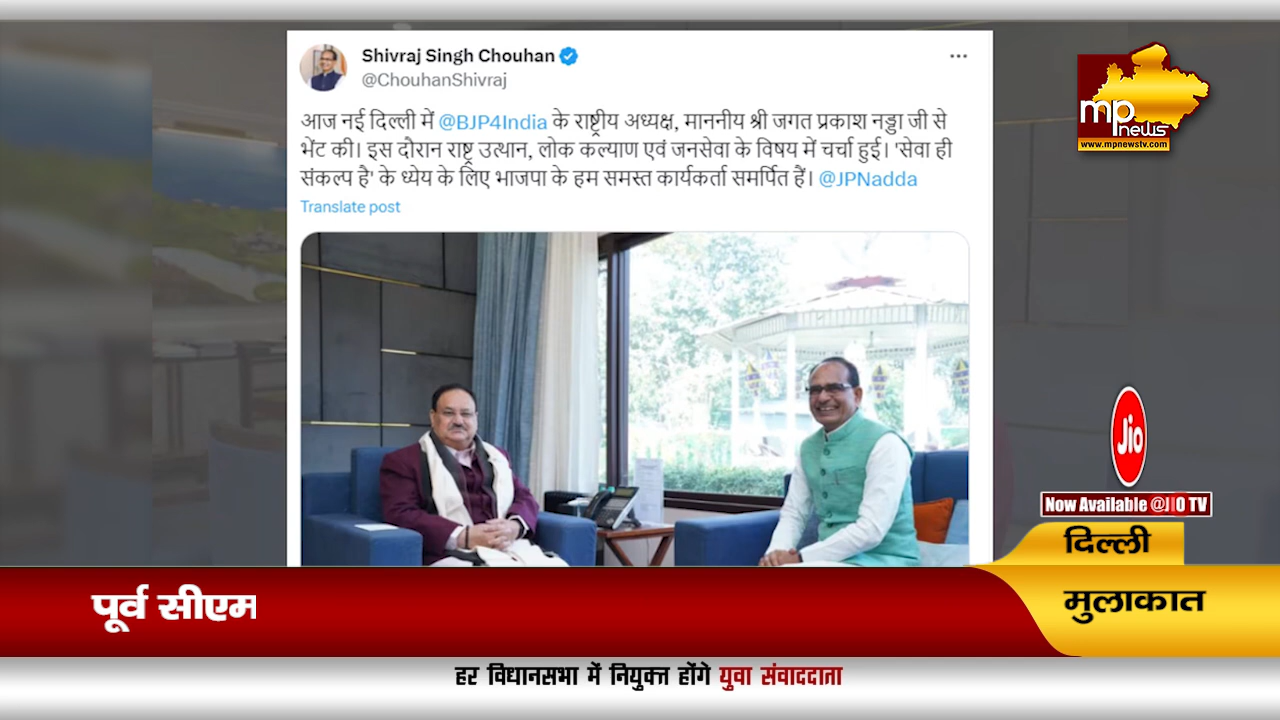 Shivraj Singh Chouhan
@ChouhanShivraj
आज नई दिल्ली में @BJP4India के राष्ट्रीय अध्यक्ष, माननीय श्री जगत प्रकाश नड्डा जी से
भेंट की। इस दौरान राष्ट्र उत्थान, लोक कल्याण एवं जनसेवा के विषय में चर्चा हुई। 'सेवा ही
संकल्प है' के ध्येय के लिए भाजपा के हम समस्त कार्यकर्ता समर्पित हैं। @JPNadda
Translate post
mp
news
www.mpnewstv.com
Jio
Now Available @JIO TV
दिल्ली
पूर्व सीएम
मुलाकात
हर विधानसभा में नियुक्त होंगे युवा संवाददाता